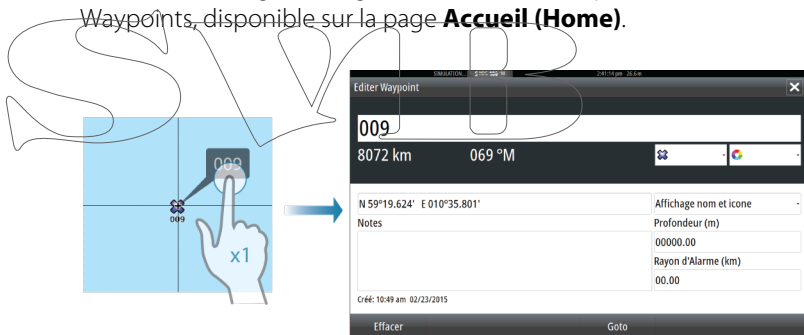 Waypoints, disponible sur la page Accueil (Home).
SIMULATION...
2:41:14 pm 26.6 m
Editer Waypoint
009
8072 km 069 °M
N 59°19.624' E 010°35.801'
Affichage nom et icone
Notes
Profondeur (m)
00000.00
Rayon d'Alarme (km)
00.00
Créé: 10:49 am 02/23/2015
Effacer Goto
009
009
x1
SyB